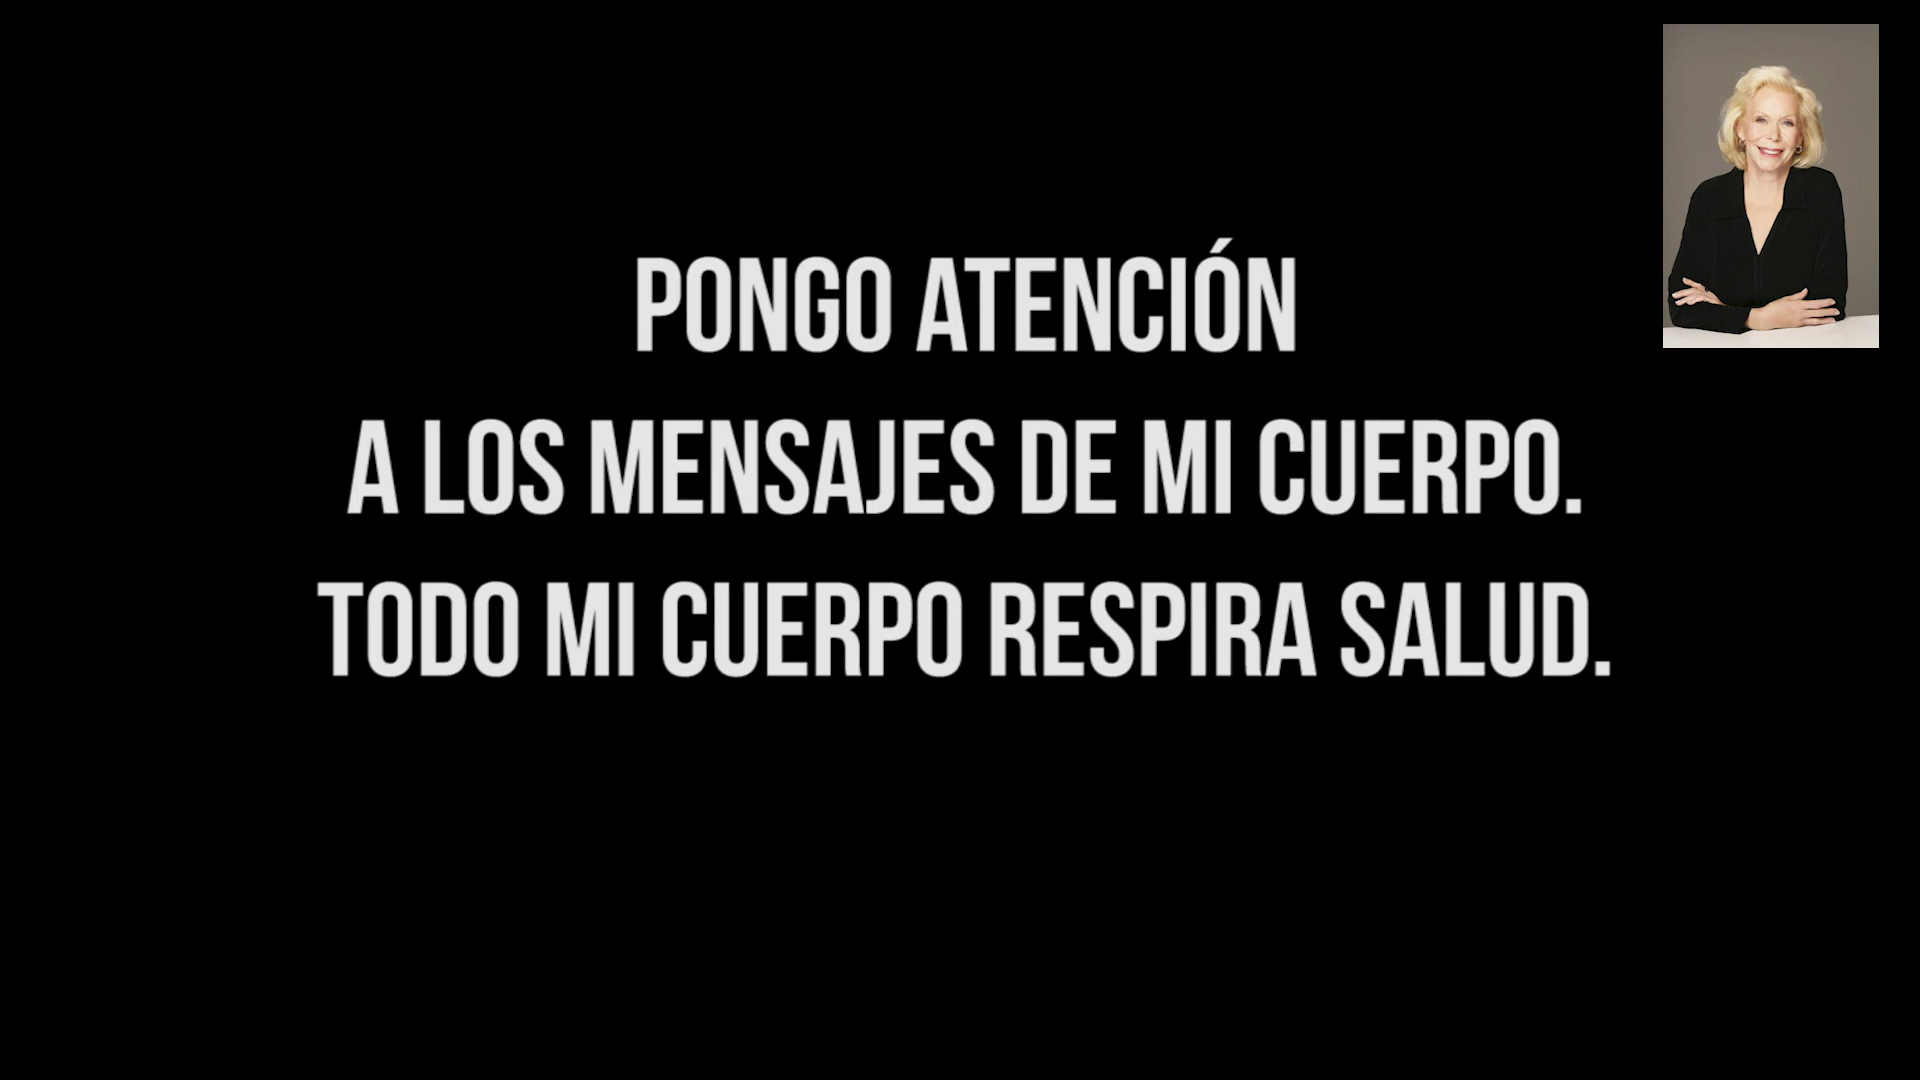 PONGO ATENCIÓN
A LOS MENSAJES DE MI CUERPO.
TODO MI CUERPO RESPIRA SALUD.